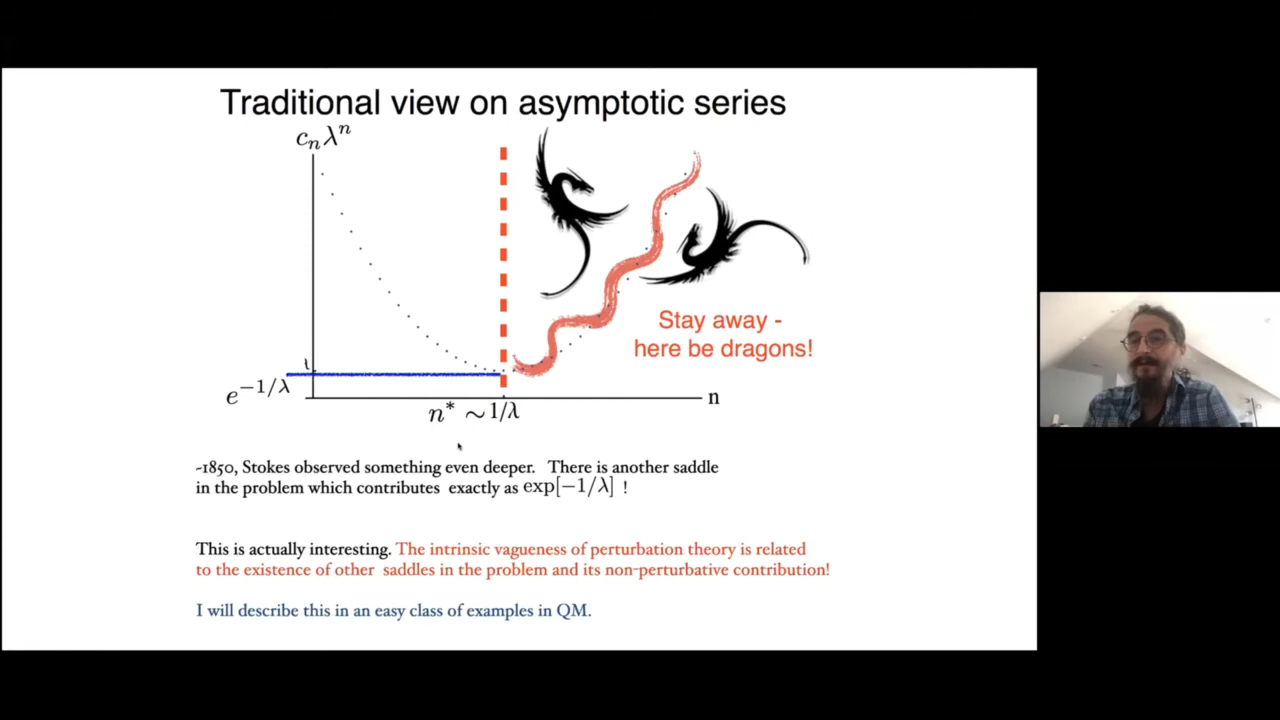 Traditional view on asymptotic series
cₙλⁿ
Stay away -
here be dragons!
e^{-1/λ}
n
n* ~ 1/λ
~1850, Stokes observed something even deeper. There is another saddle
in the problem which contributes exactly as exp[−1/λ] !
This is actually interesting. The intrinsic vagueness of perturbation theory is related
to the existence of other saddles in the problem and its non-perturbative contribution!
I will describe this in an easy class of examples in QM.